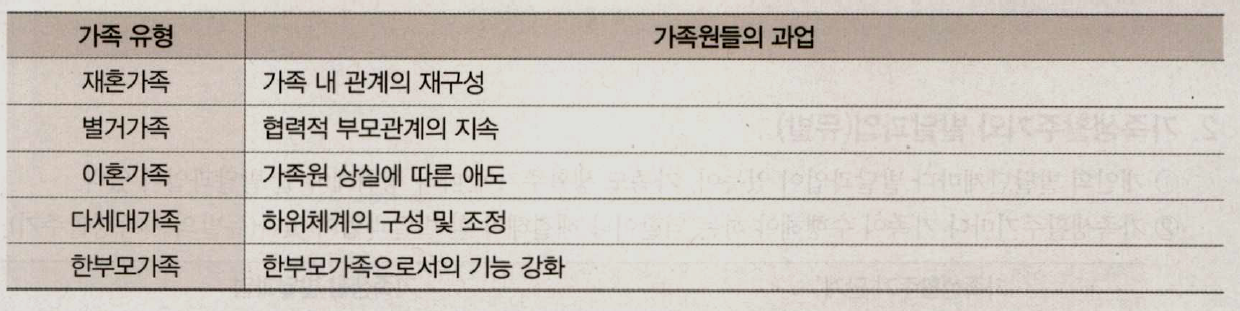 가족 유형 가족원들의 과업
재혼가족 가족 내 관계의 재구성
별거가족 협력적 부모관계의 지속
이혼가족 가족원 상실에 따른 애도
다세대가족 하위체계의 구성 및 조정
한부모가족 한부모가족으로서의 기능 강화